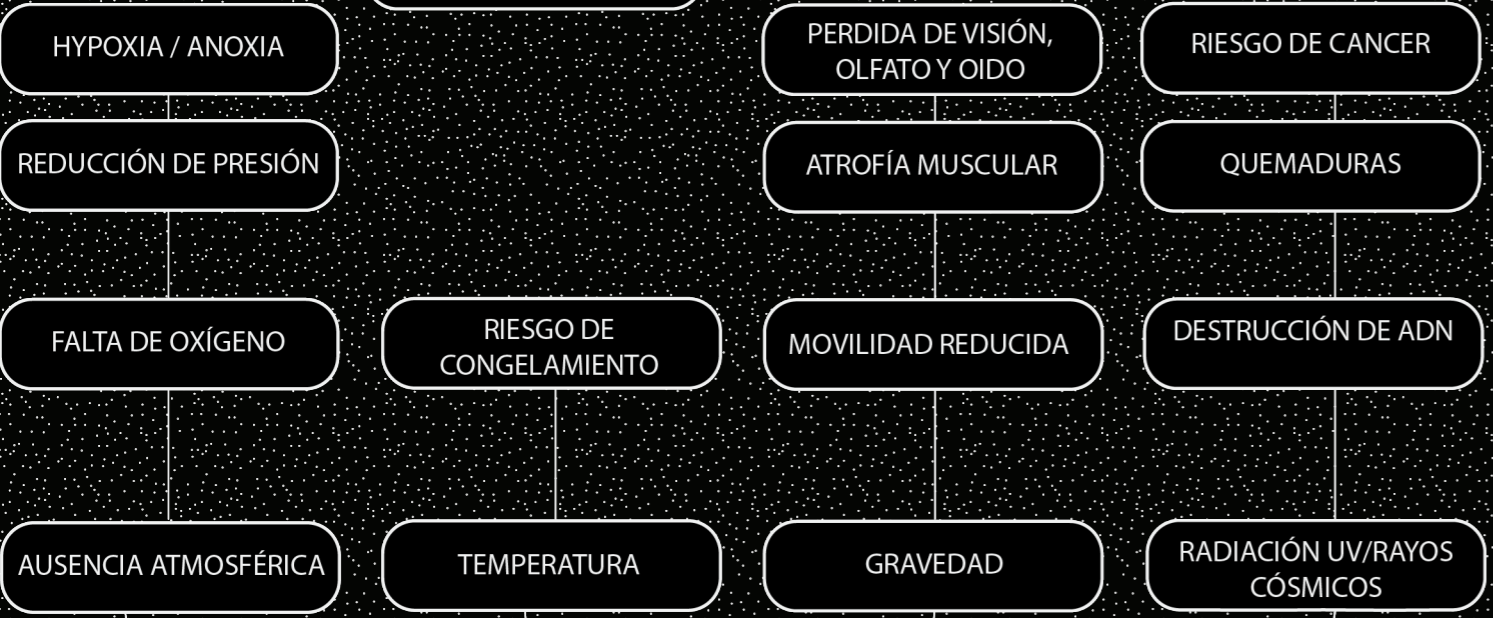 HYPOXIA / ANOXIA
PERDIDA DE VISIÓN,
OLFATO Y OIDO
RIESGO DE CANCER
REDUCCIÓN DE PRESIÓN
ATROFÍA MUSCULAR
QUEMADURAS
FALTA DE OXÍGENO
RIESGO DE
CONGELAMIENTO
MOVILIDAD REDUCIDA
DESTRUCCIÓN DE ADN
AUSENCIA ATMOSFÉRICA
TEMPERATURA
GRAVEDAD
RADIACIÓN UV/RAYOS
CÓSMICOS